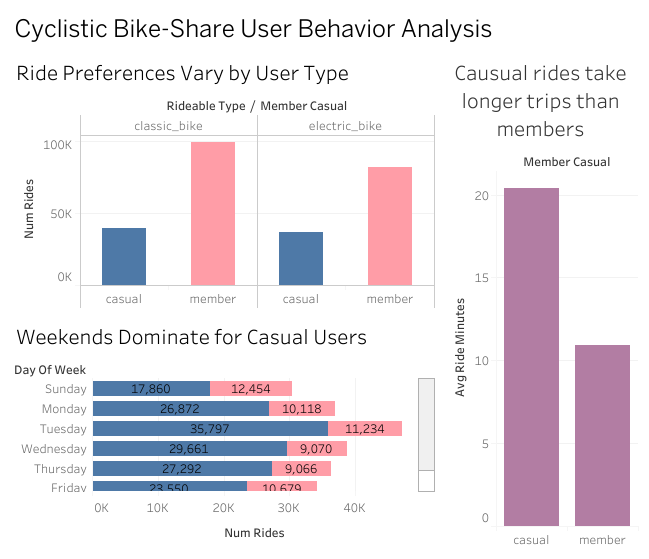 Cyclistic Bike-Share User Behavior Analysis
Ride Preferences Vary by User Type
Rideable Type / Member Casual
classic_bike electric_bike
100K
50K
0K
Num Rides
casual member casual member
Weekends Dominate for Casual Users
Day Of Week
Sunday 17,860 12,454
Monday 26,872 10,118
Tuesday 35,797 11,234
Wednesday 29,661 9,070
Thursday 27,292 9,066
Friday 23,550 10,679
0K 10K 20K 30K 40K
Num Rides
Causual rides take
longer trips than
members
Member Casual
20
15
10
5
0
Avg Ride Minutes
casual member